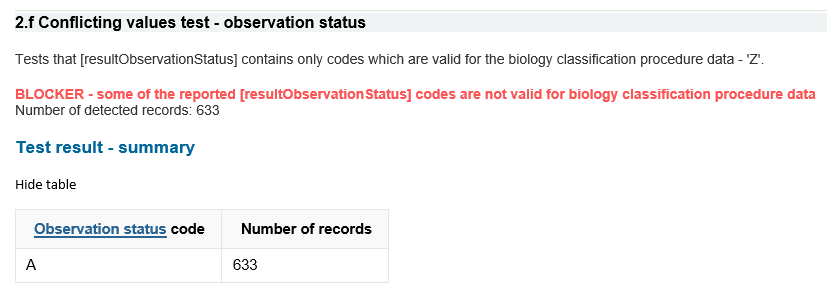 2.f Conflicting values test - observation status
Tests that [resultObservationStatus] contains only codes which are valid for the biology classification procedure data - 'Z'.
BLOCKER - some of the reported [resultObservationStatus] codes are not valid for biology classification procedure data
Number of detected records: 633
Test result - summary
Hide table
Observation status code Number of records
A 633